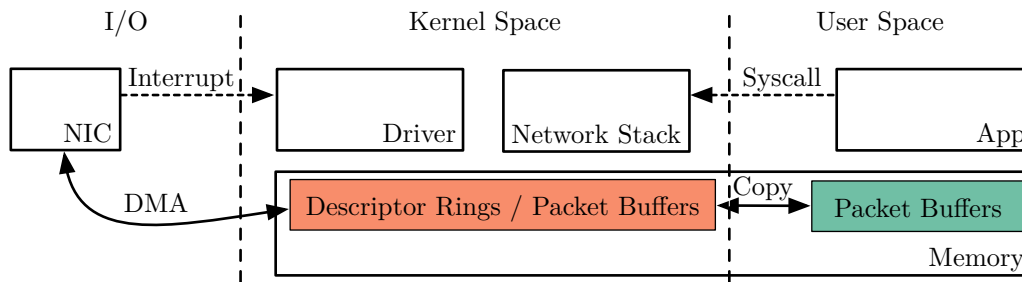 I/O
Kernel Space
User Space
Interrupt
Syscall
NIC
Driver
Network Stack
App
DMA
Descriptor Rings / Packet Buffers
Copy
Packet Buffers
Memory